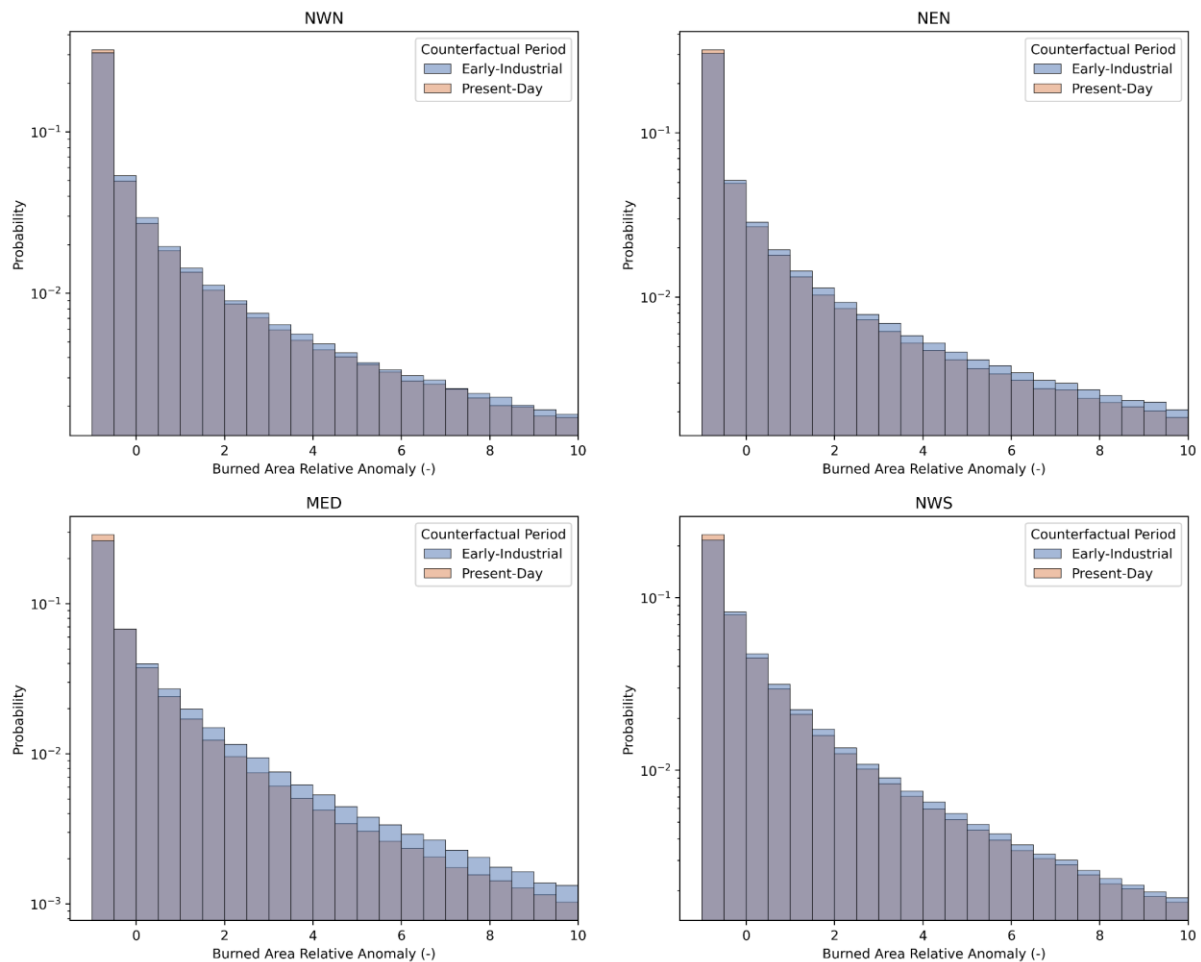 NWN
Counterfactual Period
Early-Industrial
Present-Day
10⁻¹
10⁻²
Probability
0 2 4 6 8 10
Burned Area Relative Anomaly (-)
NEN
Counterfactual Period
Early-Industrial
Present-Day
10⁻¹
10⁻²
Probability
0 2 4 6 8 10
Burned Area Relative Anomaly (-)
MED
Counterfactual Period
Early-Industrial
Present-Day
10⁻¹
10⁻²
10⁻³
Probability
0 2 4 6 8 10
Burned Area Relative Anomaly (-)
NWS
Counterfactual Period
Early-Industrial
Present-Day
10⁻¹
10⁻²
Probability
0 2 4 6 8 10
Burned Area Relative Anomaly (-)